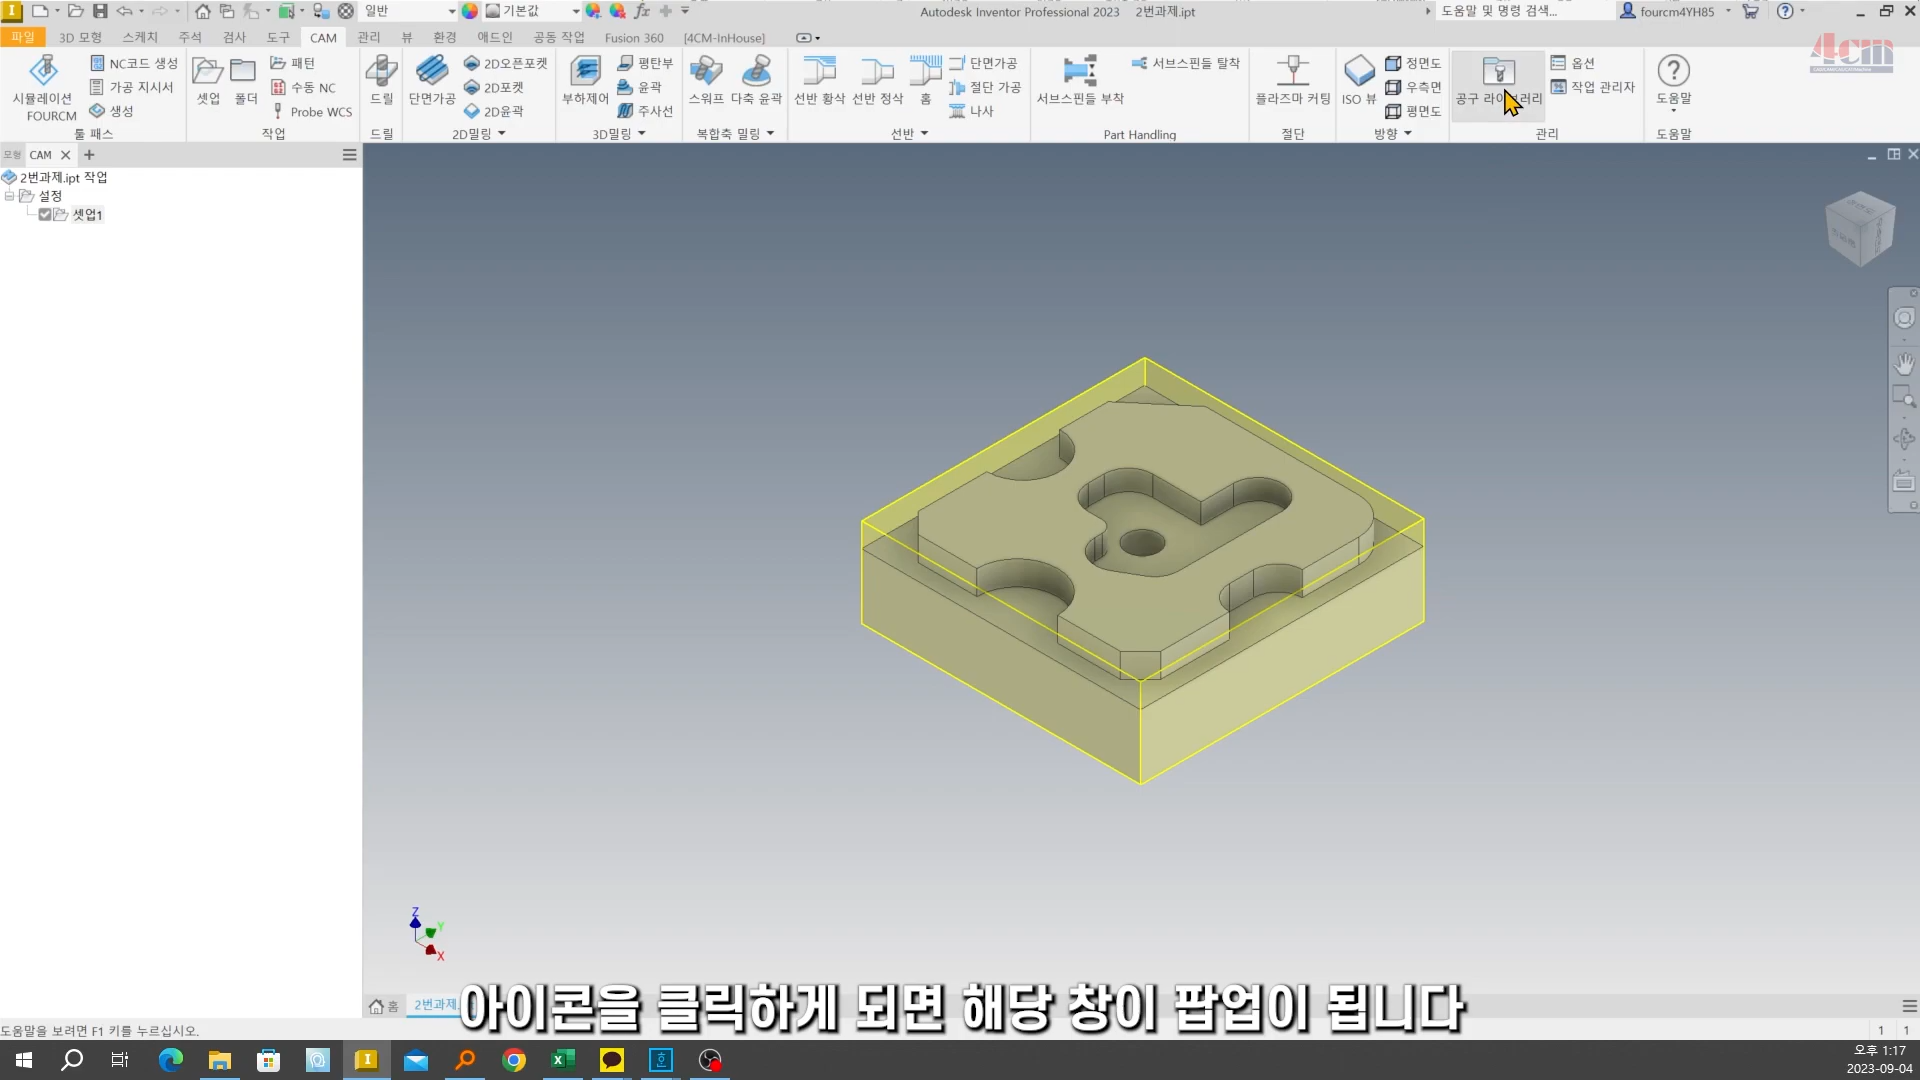 일반
기본값
Autodesk Inventor Professional 2023 2번과제.ipt
도움말 및 명령 검색...
fourcm4YH85
파일
3D 모형
스케치
주석
검사
도구
CAM
관리
뷰
환경
애드인
공동 작업
Fusion 360
[4CM-InHouse]
4cm
시뮬레이션
FOURCM
NC코드 생성
가공 지시서
생성
툴 패스
셋업
폴더
패턴
수동 NC
Probe WCS
작업
드릴
드릴
단면가공
2D오픈포켓
2D포켓
2D윤곽
2D밀링
부하제어
평탄부
윤곽
주사선
3D밀링
스워프
다축 윤곽
복합축 밀링
선반 황삭
선반 정삭
홈
단면가공
절단 가공
나사
선반
서브스핀들 부착
서브스핀들 탈착
Part Handling
플라즈마 커팅
절단
ISO 뷰
정면도
우측면
평면도
방향
공구 라이브러리
옵션
작업 관리자
관리
도움말
도움말
모형
CAM
2번과제.ipt 작업
설정
셋업1
Z
Y
X
홈
2번과제.
아이콘을 클릭하게 되면 해당 창이 팝업이 됩니다
도움말을 보려면 F1 키를 누르십시오.
1 1
오후 1:17
2023-09-04